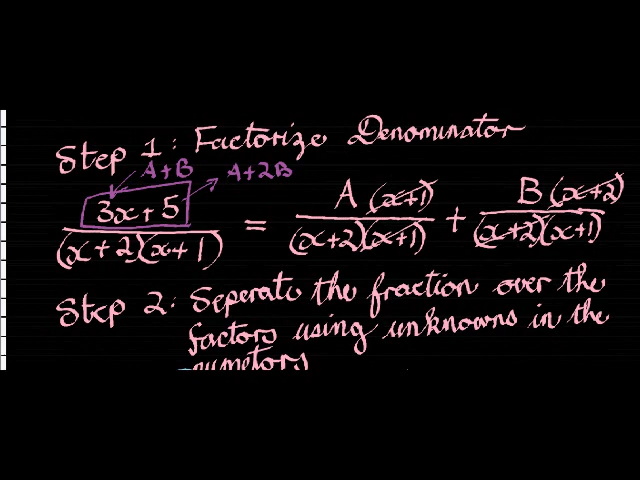 Step 1: Factorize Denominator
A+B A+2B
3x+5 / (x+2)(x+1) = A(x+1) / (x+2)(x+1) + B(x+2) / (x+2)(x+1)
Step 2: Seperate the fraction over the
factors using unknowns in the
numetors